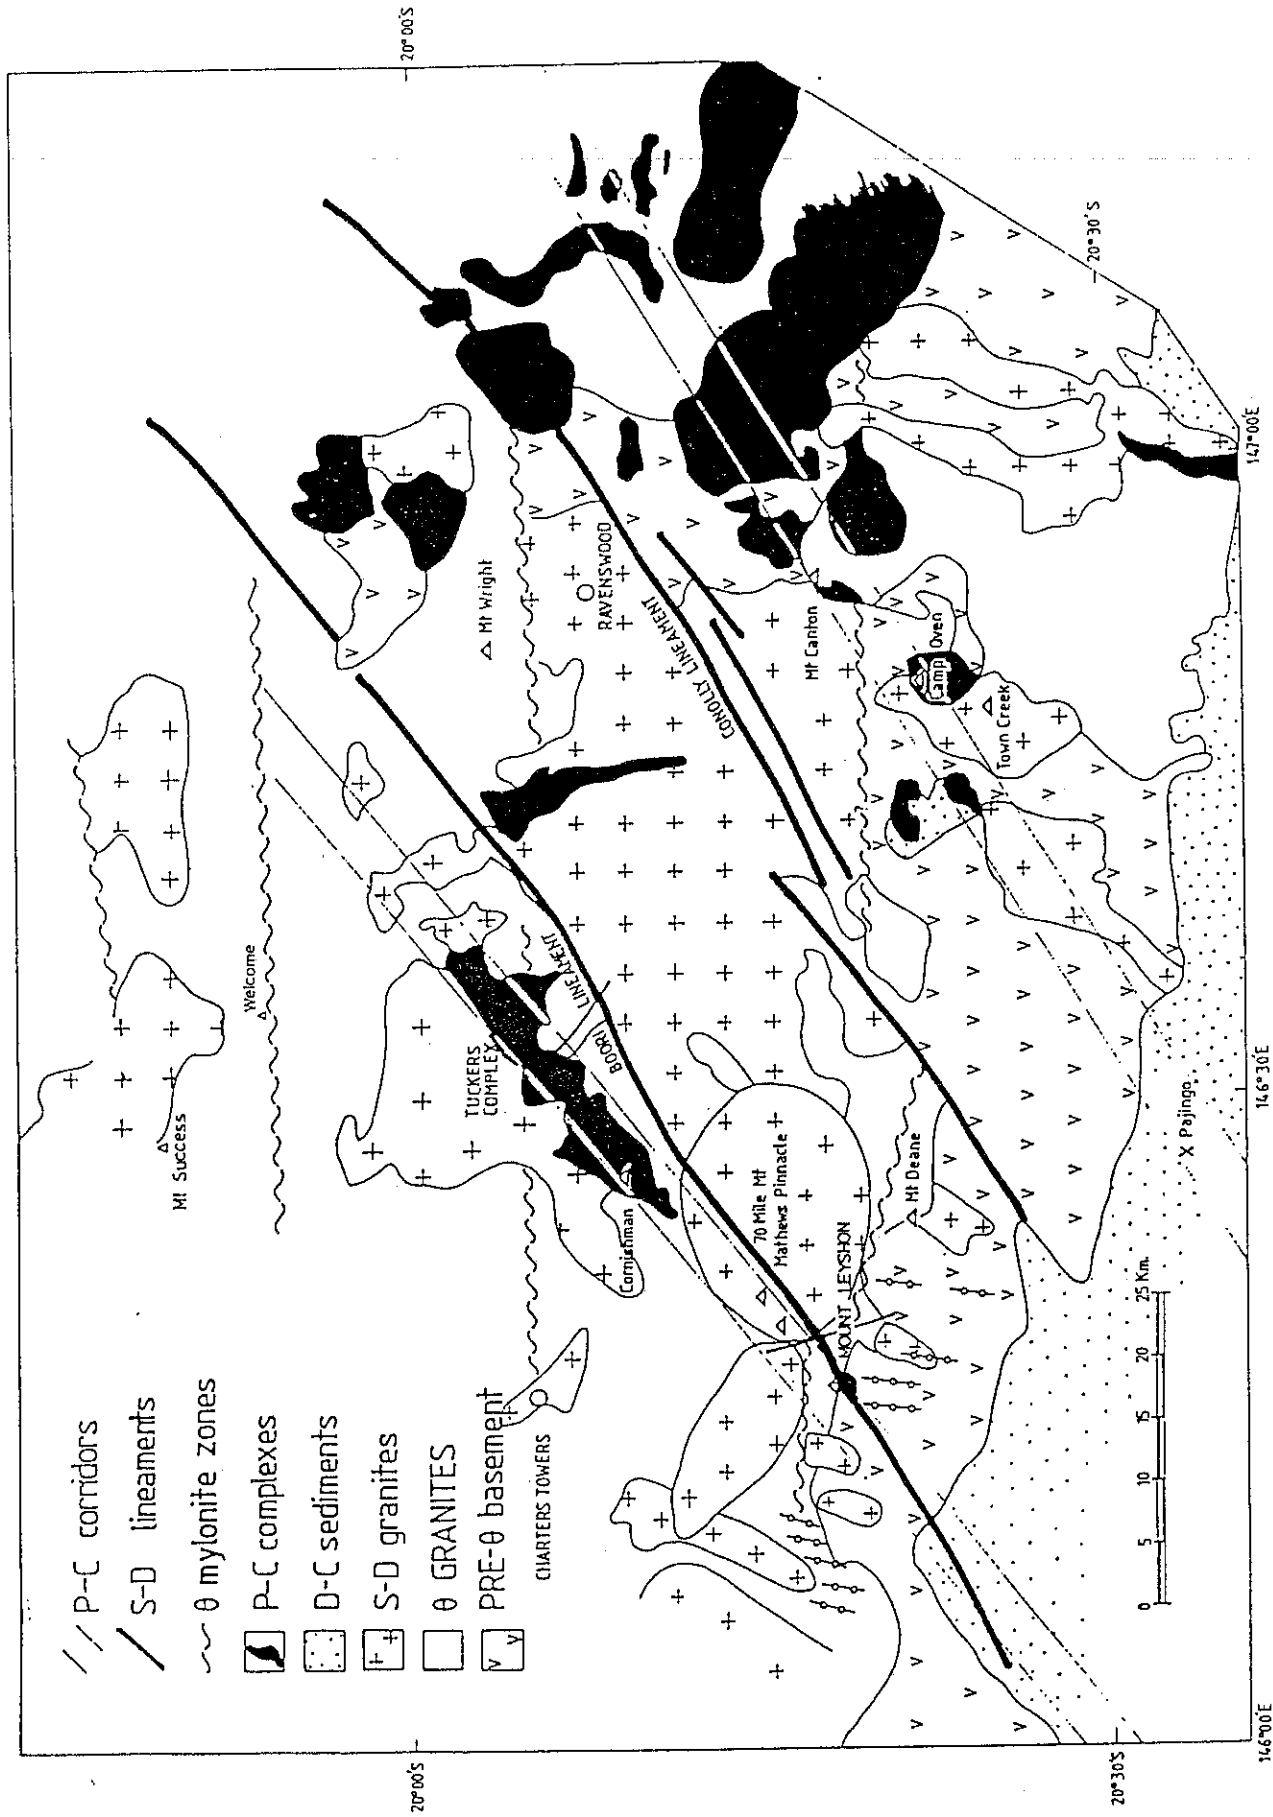 P-C corridors
S-D lineaments
θ mylonite zones
P-C complexes
D-C sediments
S-D granites
θ GRANITES
PRE-θ basement
CHARTERS TOWERS
Mt Success
Welcome
TUCKERS
COMPLEX
Cornishman
BOORI LINEAMENT
Mt Wright
RAVENSWOOD
CONOLLY LINEAMENT
70 Mile Mt
Mathews Pinnacle
MOUNT LEYSHON
Mt Deane
Mt Canton
Camp Oven
Town Creek
X Pajingo
0 5 10 15 20 25 Km.
20°00'S
20°00'S
20°30'S
20°30'S
146°00'E
146°30'E
147°00'E